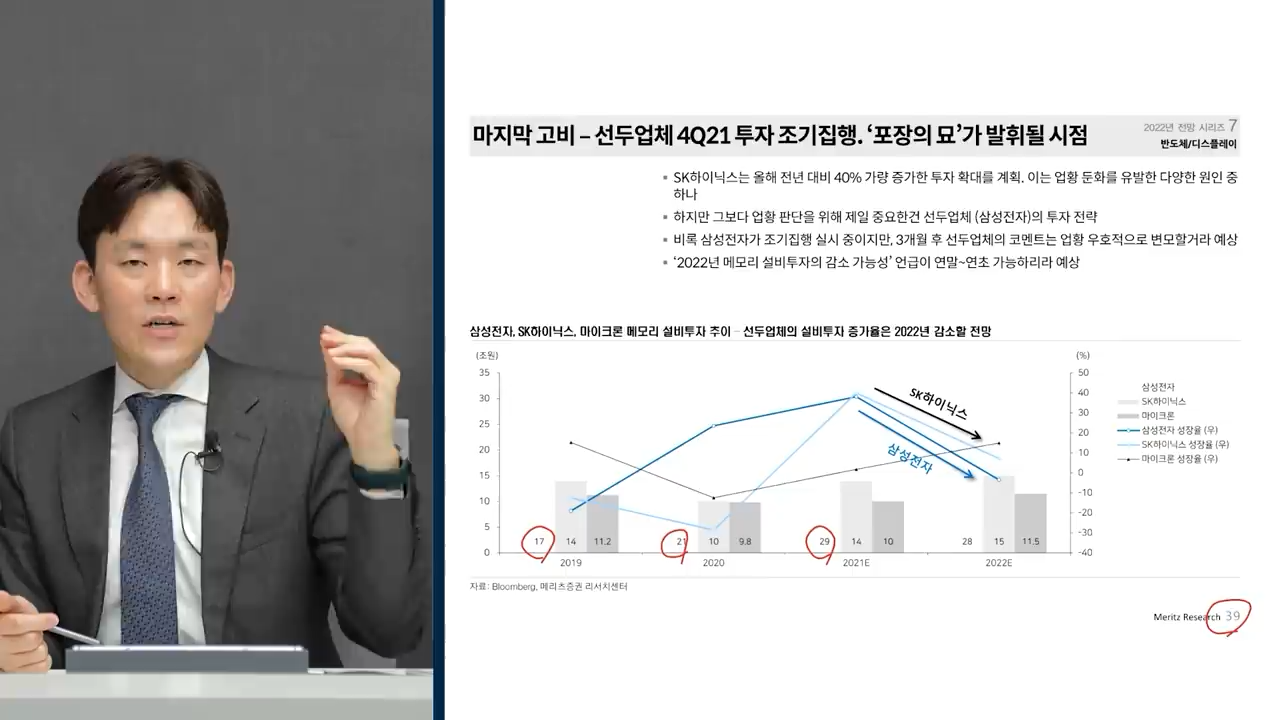 마지막 고비 – 선두업체 4Q21 투자 조기집행. ‘포장의 묘’가 발휘될 시점
2022년 전망 시리즈 7
반도체/디스플레이
▪ SK하이닉스는 올해 전년 대비 40% 가량 증가한 투자 확대를 계획. 이는 업황 둔화를 유발한 다양한 원인 중
하나
▪ 하지만 그보다 업황 판단을 위해 제일 중요한건 선두업체 (삼성전자)의 투자 전략
▪ 비록 삼성전자가 조기집행 실시 중이지만, 3개월 후 선두업체의 코멘트는 업황 우호적으로 변모할거라 예상
▪ ‘2022년 메모리 설비투자의 감소 가능성’ 언급이 연말~연초 가능하리라 예상
삼성전자, SK하이닉스, 마이크론 메모리 설비투자 추이 – 선두업체의 설비투자 증가율은 2022년 감소할 전망
(조원)
(%)
35
30
25
20
15
10
5
0
50
40
30
20
10
0
-10
-20
-30
-40
SK하이닉스
삼성전자
17 14 11.2
21 10 9.8
29 14 10
28 15 11.5
2019 2020 2021E 2022E
삼성전자
SK하이닉스
마이크론
삼성전자 성장율 (우)
SK하이닉스 성장율 (우)
마이크론 성장율 (우)
자료: Bloomberg, 메리츠증권 리서치센터
Meritz Research 39